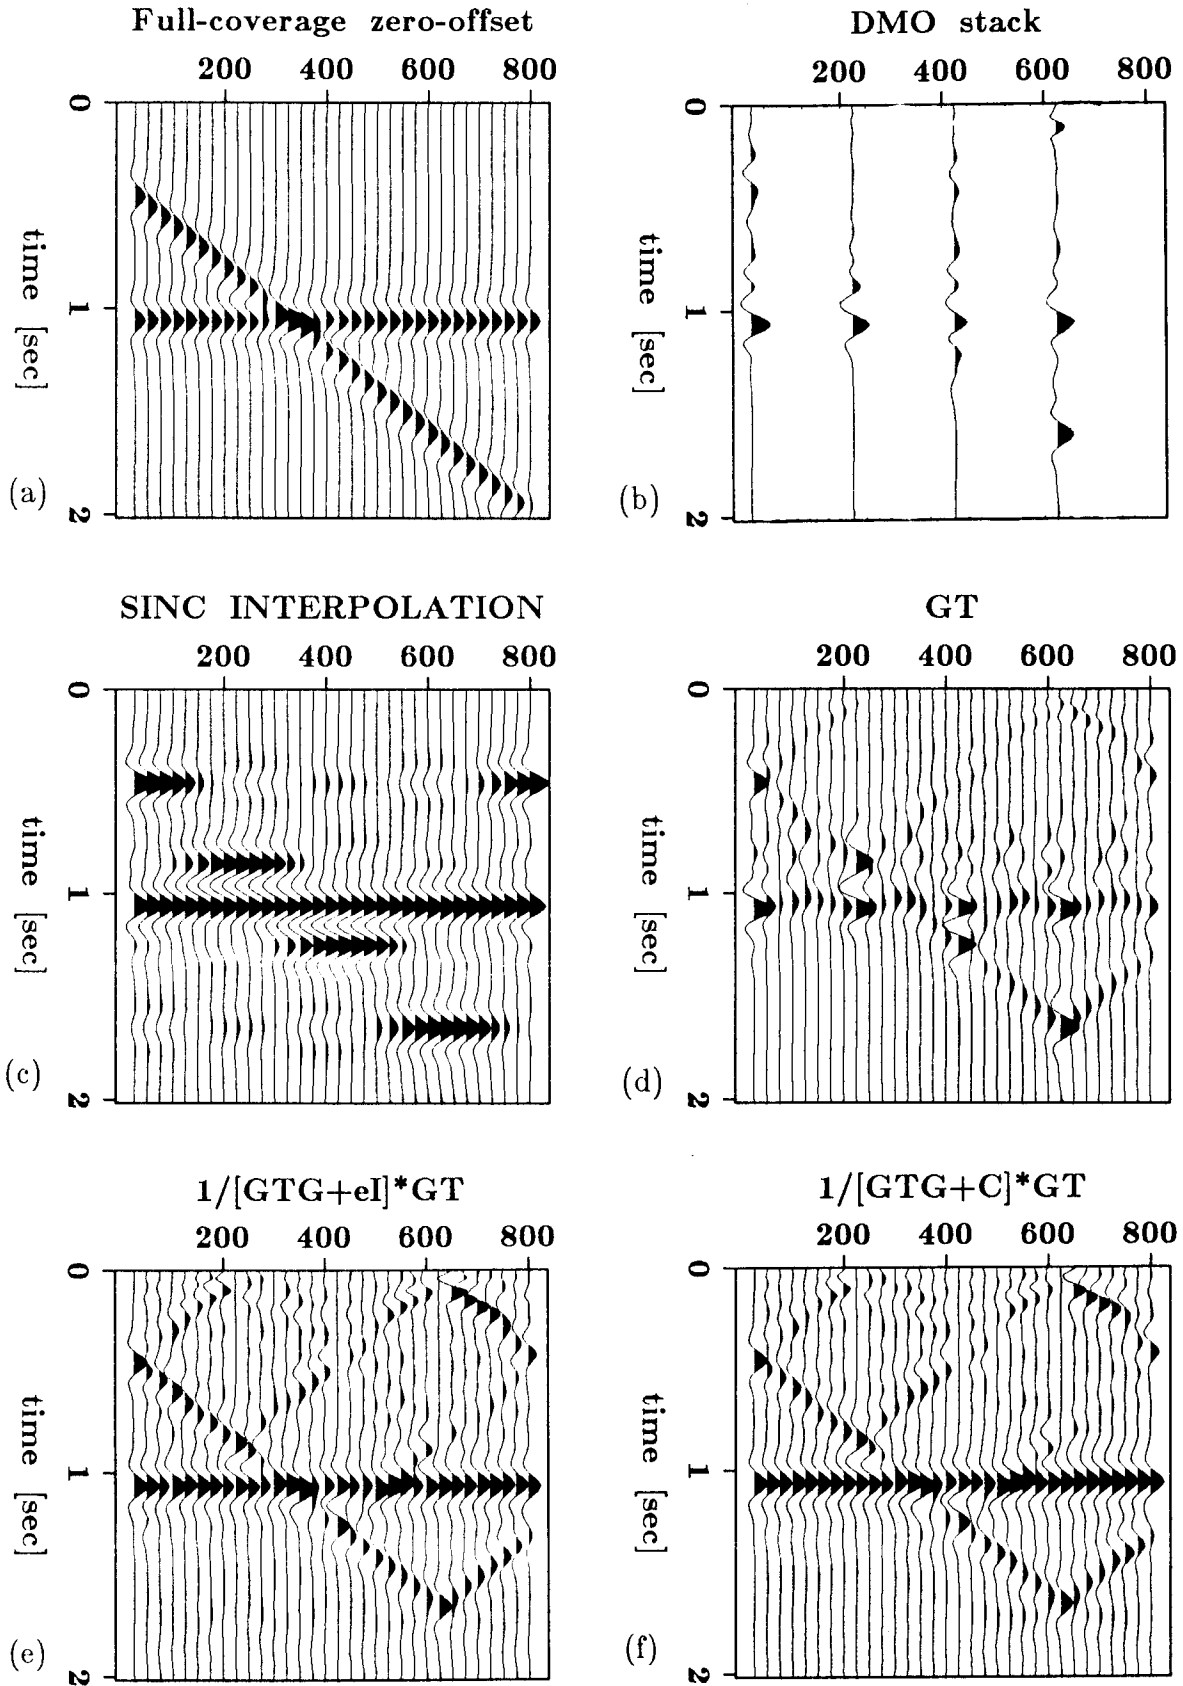 Full-coverage zero-offset
200 400 600 800
0
1
2
time [sec]
(a)
DMO stack
200 400 600 800
0
1
2
time [sec]
(b)
SINC INTERPOLATION
200 400 600 800
0
1
2
time [sec]
(c)
GT
200 400 600 800
0
1
2
time [sec]
(d)
1/[GTG+eI]*GT
200 400 600 800
0
1
2
time [sec]
(e)
1/[GTG+C]*GT
200 400 600 800
0
1
2
time [sec]
(f)